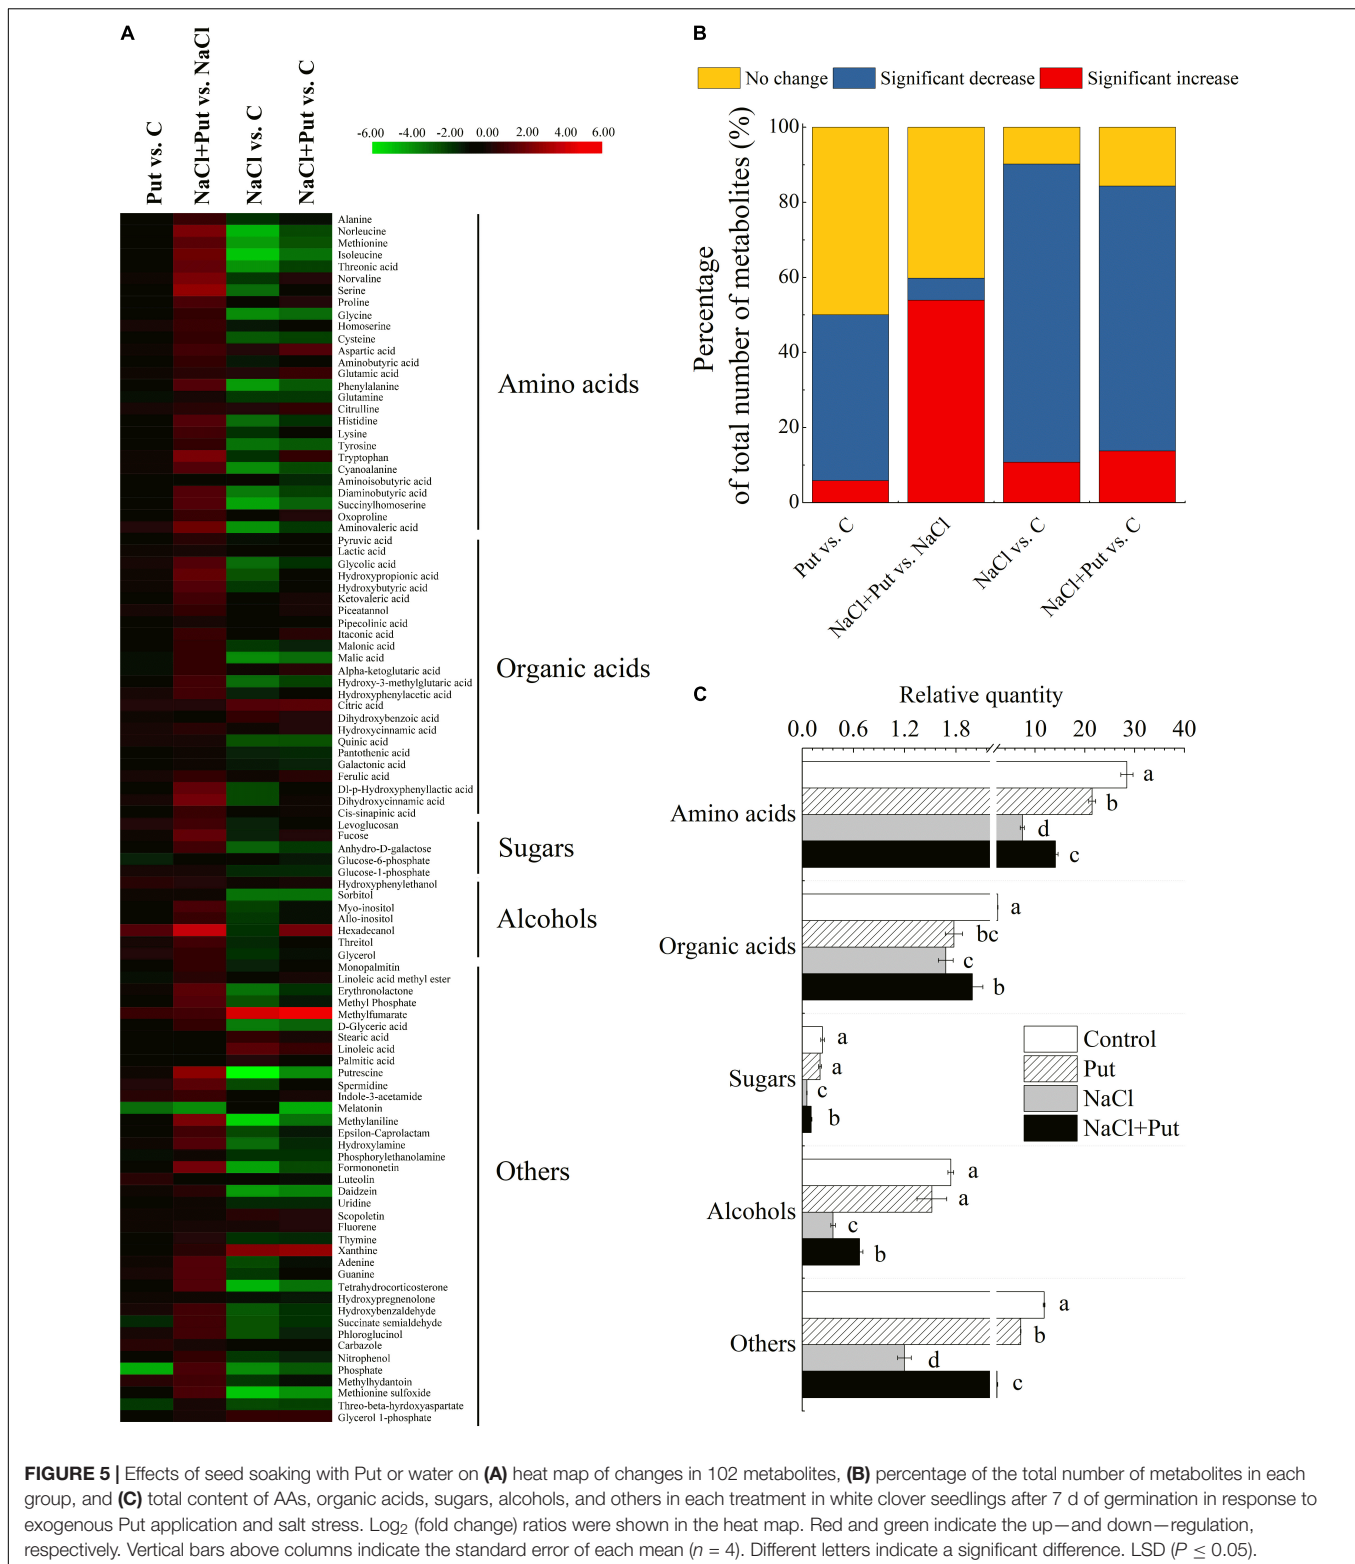 A
Put vs. C
NaCl+Put vs. NaCl
NaCl vs. C
NaCl+Put vs. C
-6.00 -4.00 -2.00 0.00 2.00 4.00 6.00
Alanine
Norleucine
Methionine
Isoleucine
Threonic acid
Norvaline
Serine
Proline
Glycine
Homoserine
Cysteine
Aspartic acid
Aminobutyric acid
Glutamic acid
Phenylalanine
Glutamine
Citrulline
Histidine
Lysine
Tyrosine
Tryptophan
Cyanoalanine
Aminoisobutyric acid
Diaminobutyric acid
Succinylhomoserine
Oxoproline
Aminovaleric acid
Amino acids
Pyruvic acid
Lactic acid
Glycolic acid
Hydroxypropionic acid
Hydroxybutyric acid
Ketovaleric acid
Piceatannol
Pipecolinic acid
Itaconic acid
Malonic acid
Malic acid
Alpha-ketoglutaric acid
Hydroxy-3-methylglutaric acid
Hydroxyphenylacetic acid
Citric acid
Dihydroxybenzoic acid
Hydroxycinnamic acid
Quinic acid
Pantothenic acid
Galactonic acid
Ferulic acid
Dl-p-Hydroxyphenyllactic acid
Dihydroxycinnamic acid
Cis-sinapinic acid
Organic acids
Levoglucosan
Fucose
Anhydro-D-galactose
Glucose-6-phosphate
Glucose-1-phosphate
Sugars
Hydroxyphenylethanol
Sorbitol
Myo-inositol
Allo-inositol
Hexadecanol
Threitol
Glycerol
Alcohols
Monopalmitin
Linoleic acid methyl ester
Erythronolactone
Methyl Phosphate
Methylfumarate
D-Glyceric acid
Stearic acid
Linoleic acid
Palmitic acid
Putrescine
Spermidine
Indole-3-acetamide
Melatonin
Methylaniline
Epsilon-Caprolactam
Hydroxylamine
Phosphorylethanolamine
Formononetin
Luteolin
Daidzein
Uridine
Scopoletin
Fluorene
Thymine
Xanthine
Adenine
Guanine
Tetrahydrocorticosterone
Hydroxypregnenolone
Hydroxybenzaldehyde
Succinate semialdehyde
Phloroglucinol
Carbazole
Nitrophenol
Phosphate
Methylhydantoin
Methionine sulfoxide
Threo-beta-hyrdoxyaspartate
Glycerol 1-phosphate
Others
B
No change Significant decrease Significant increase
Percentage
of total number of metabolites (%)
100
80
60
40
20
0
Put vs. C
NaCl+Put vs. NaCl
NaCl vs. C
NaCl+Put vs. C
C
Relative quantity
0.0 0.6 1.2 1.8 10 20 30 40
Amino acids
a
b
d
c
Organic acids
a
bc
c
b
Sugars
a
a
c
b
Control
Put
NaCl
NaCl+Put
Alcohols
a
a
c
b
Others
a
b
d
c
FIGURE 5 | Effects of seed soaking with Put or water on (A) heat map of changes in 102 metabolites, (B) percentage of the total number of metabolites in each
group, and (C) total content of AAs, organic acids, sugars, alcohols, and others in each treatment in white clover seedlings after 7 d of germination in response to
exogenous Put application and salt stress. Log2 (fold change) ratios were shown in the heat map. Red and green indicate the up—and down—regulation,
respectively. Vertical bars above columns indicate the standard error of each mean (n = 4). Different letters indicate a significant difference. LSD (P ≤ 0.05).